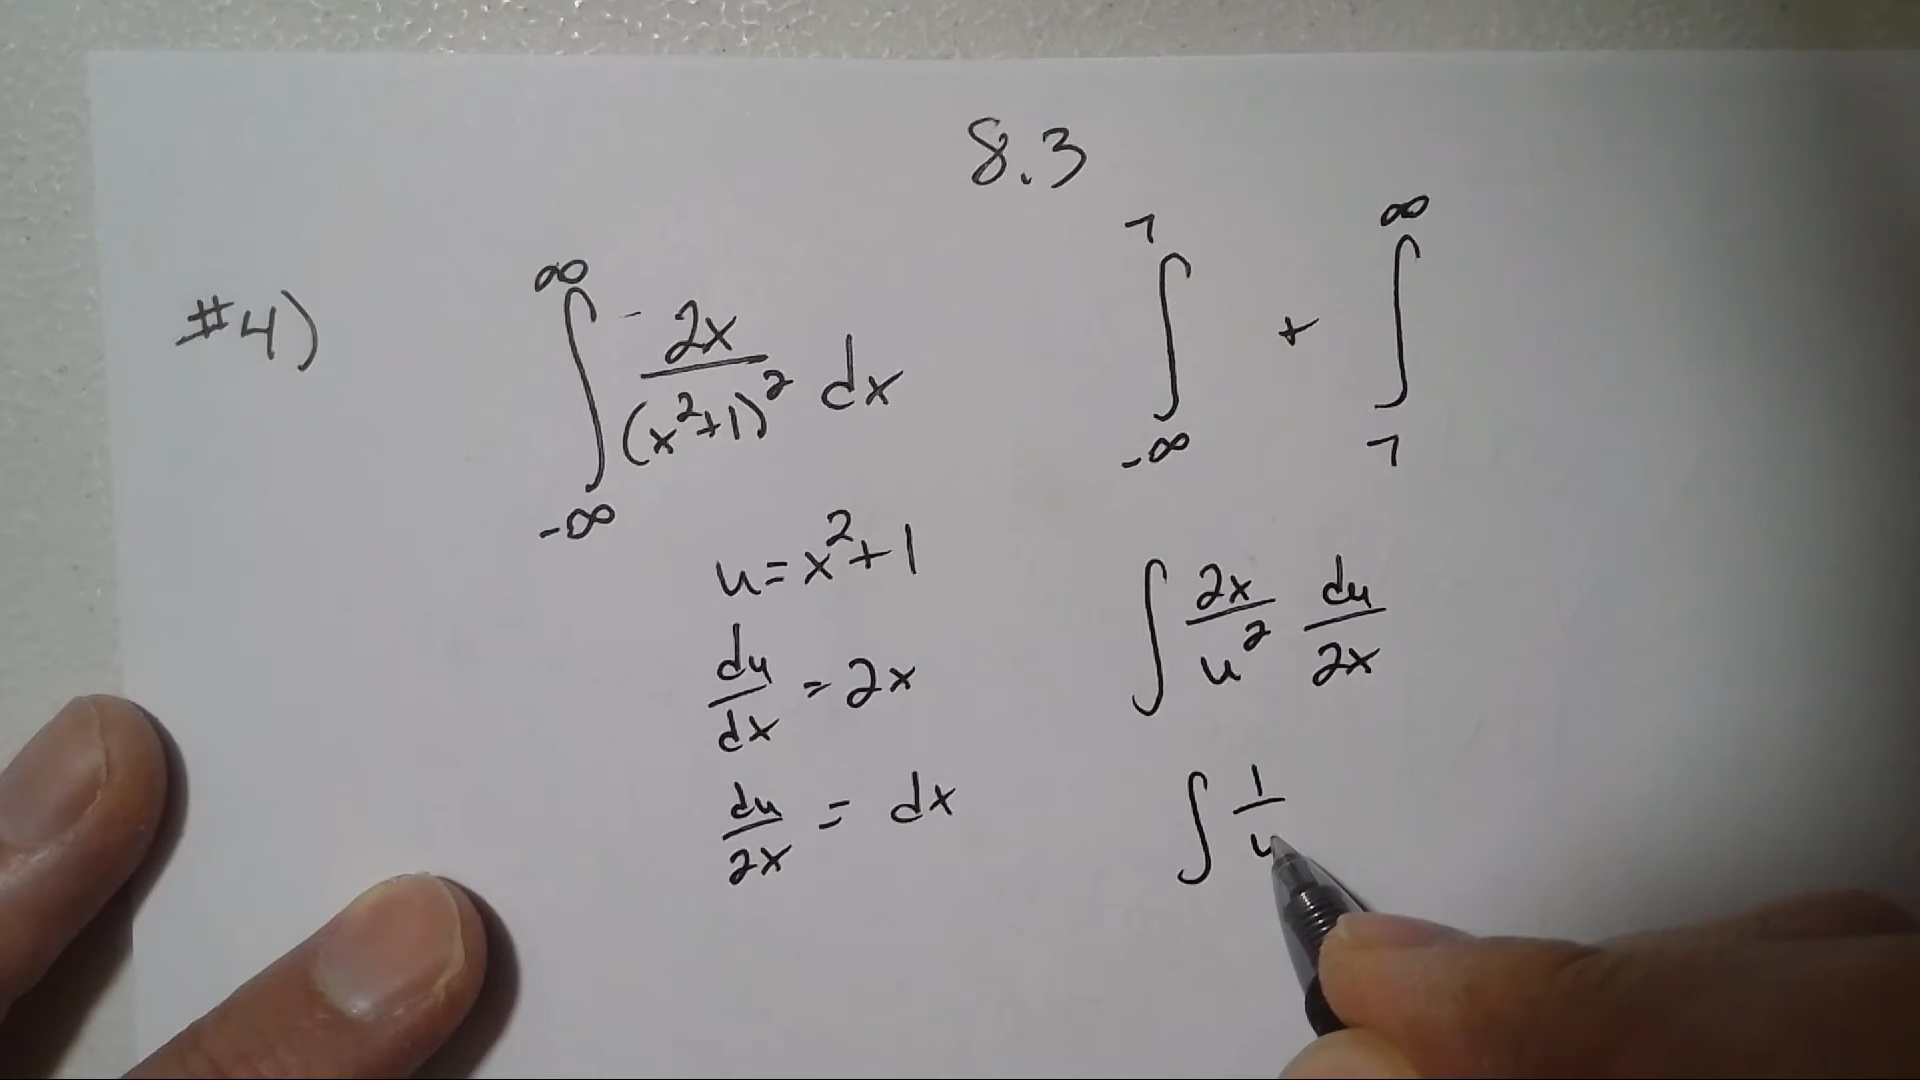 8.3
#4) ∫_{-∞}^{∞} 2x/(x²+1)² dx
∫_{-∞}^{7} + ∫_{7}^{∞}
u=x²+1
du/dx = 2x
du/2x = dx
∫ 2x/u² du/2x
∫ 1/u